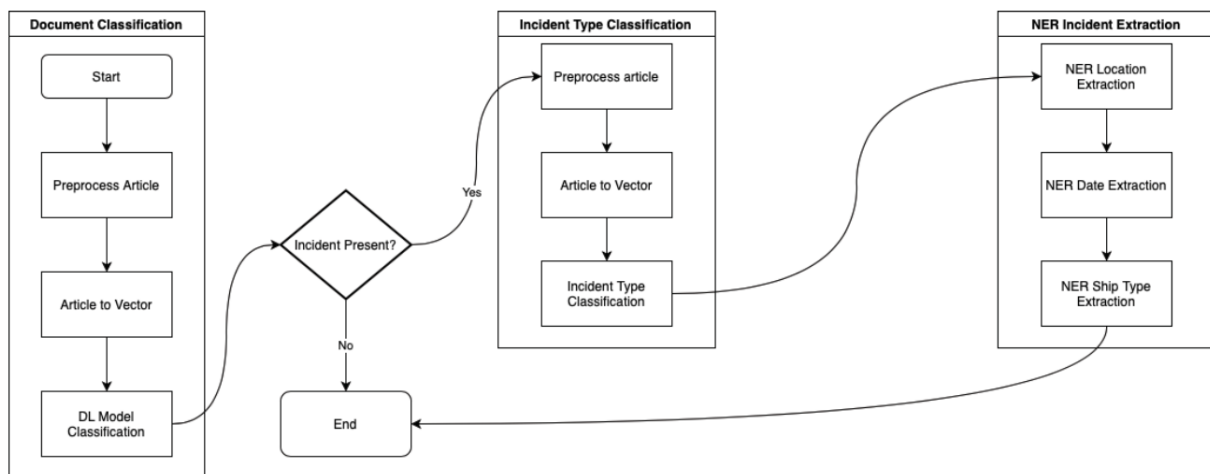 Document Classification
Start
Preprocess Article
Article to Vector
DL Model
Classification
Incident Present?
Yes
No
End
Incident Type Classification
Preprocess article
Article to Vector
Incident Type
Classification
NER Incident Extraction
NER Location
Extraction
NER Date Extraction
NER Ship Type
Extraction